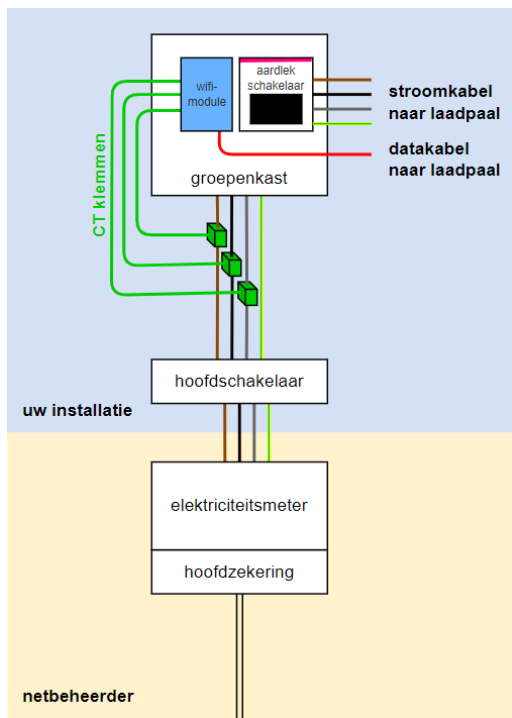 wifi-
module
aardlek
schakelaar
stroomkabel
naar laadpaal
datakabel
naar laadpaal
groepenkast
CT klemmen
hoofdschakelaar
uw installatie
elektriciteitsmeter
hoofdzekering
netbeheerder